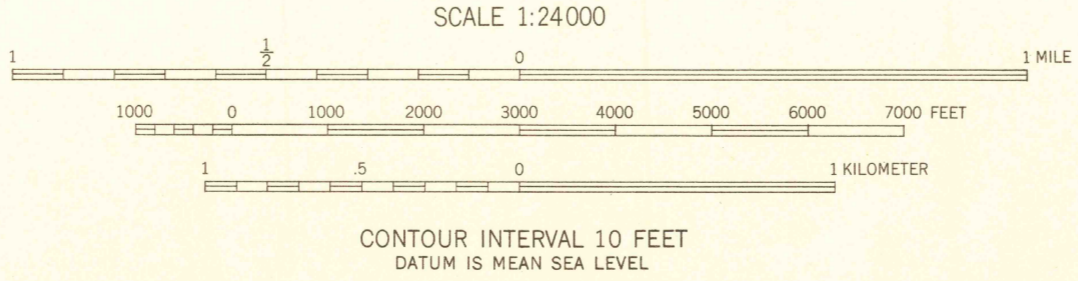 SCALE 1:24000
1 ½ 0 1 MILE
1000 0 1000 2000 3000 4000 5000 6000 7000 FEET
1 .5 0 1 KILOMETER
CONTOUR INTERVAL 10 FEET
DATUM IS MEAN SEA LEVEL